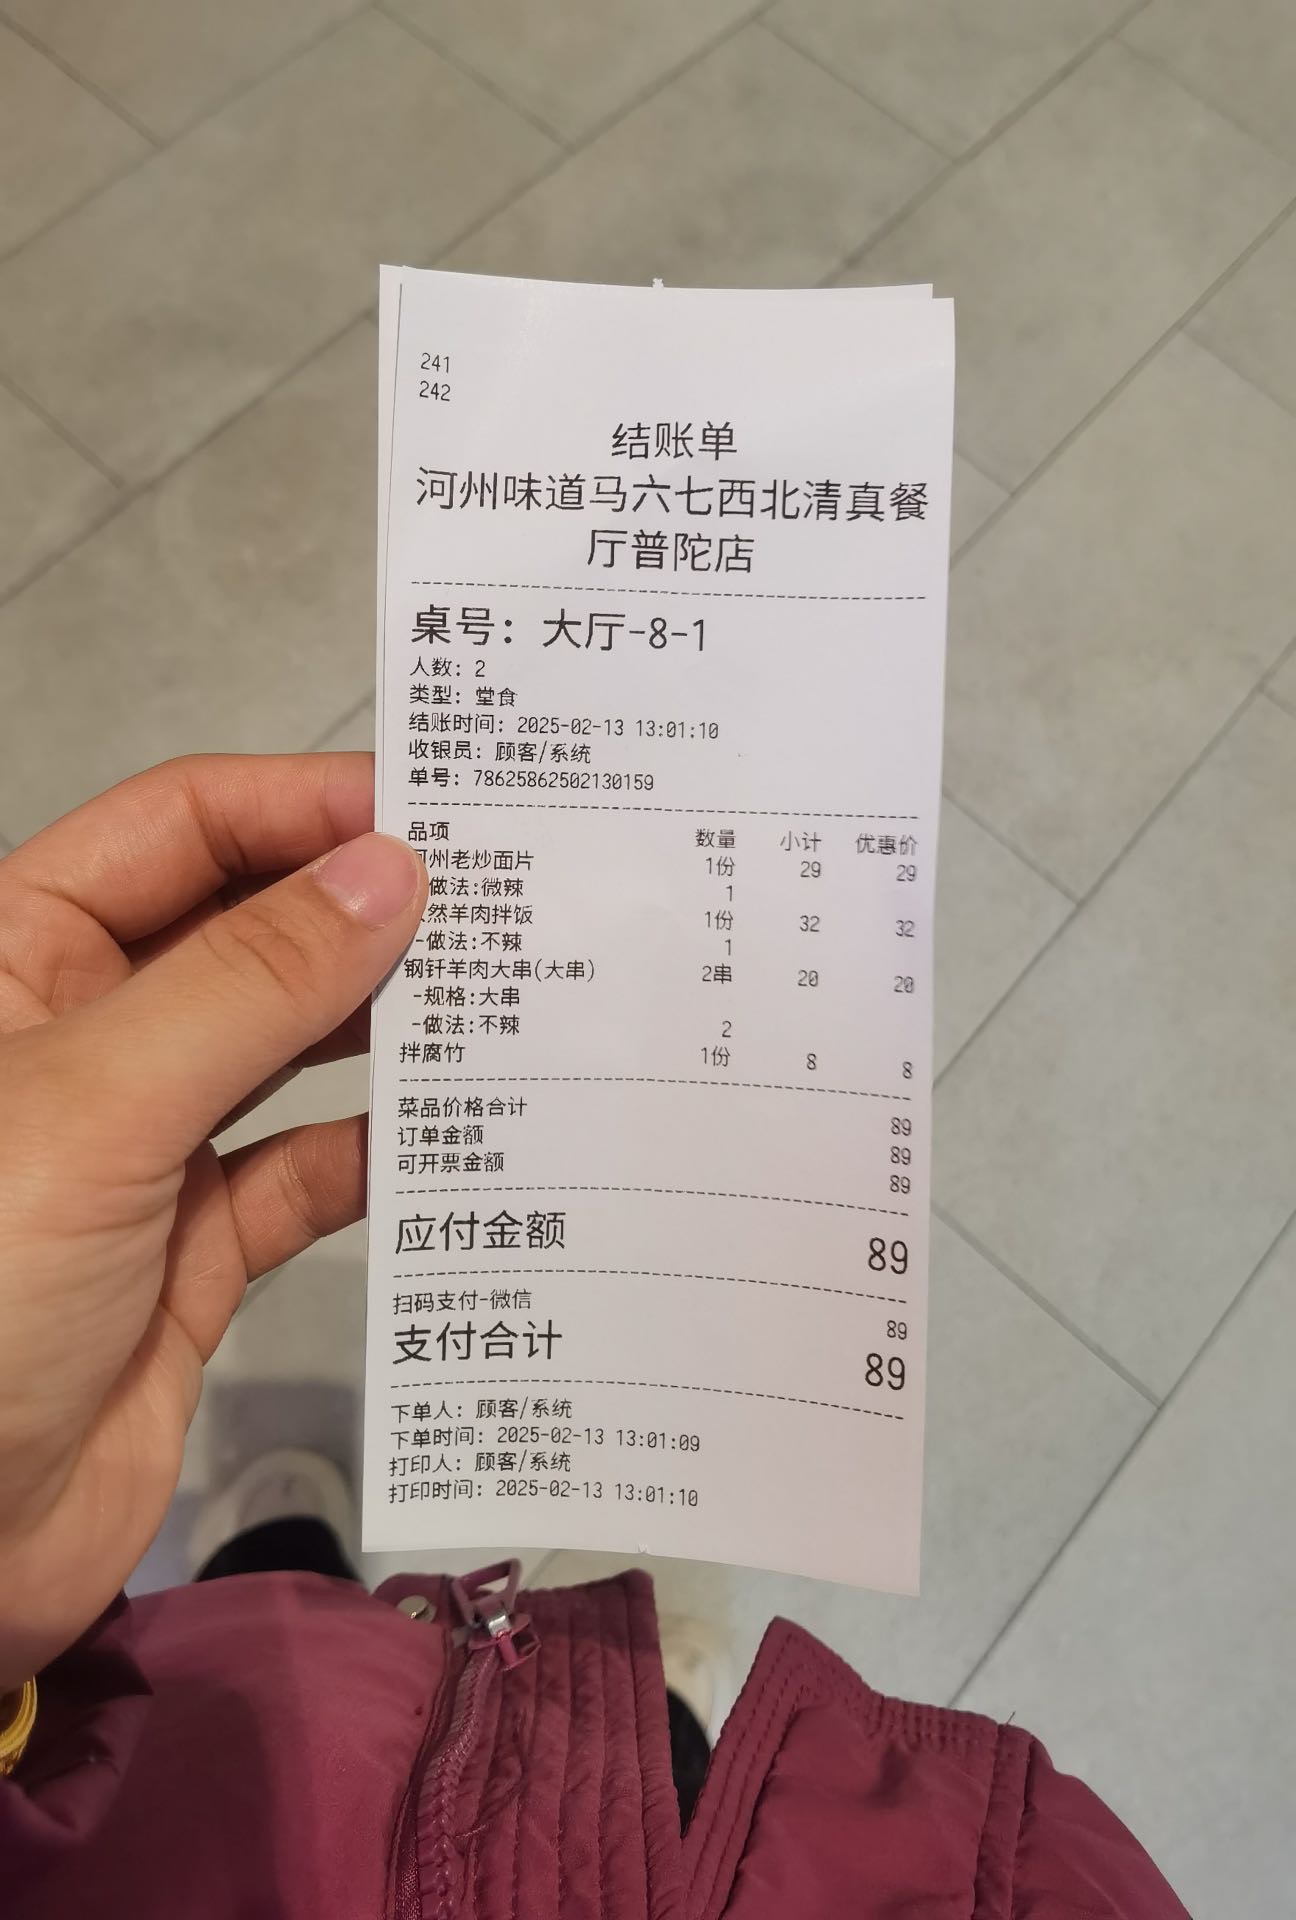 241
242
结账单
河州味道马六七西北清真餐
厅普陀店
桌号：大厅-8-1
人数：2
类型：堂食
结账时间：2025-02-13 13:01:10
收银员：顾客/系统
单号：78625862502130159
品项 数量 小计 优惠价
州老炒面片 1份 29 29
做法:微辣 1
然羊肉拌饭 1份 32 32
-做法:不辣 1
钢钎羊肉大串(大串) 2串 20 20
-规格:大串
-做法:不辣 2
拌腐竹 1份 8 8
菜品价格合计 89
订单金额 89
可开票金额 89
应付金额 89
扫码支付-微信 89
支付合计 89
下单人：顾客/系统
下单时间：2025-02-13 13:01:09
打印人：顾客/系统
打印时间：2025-02-13 13:01:10